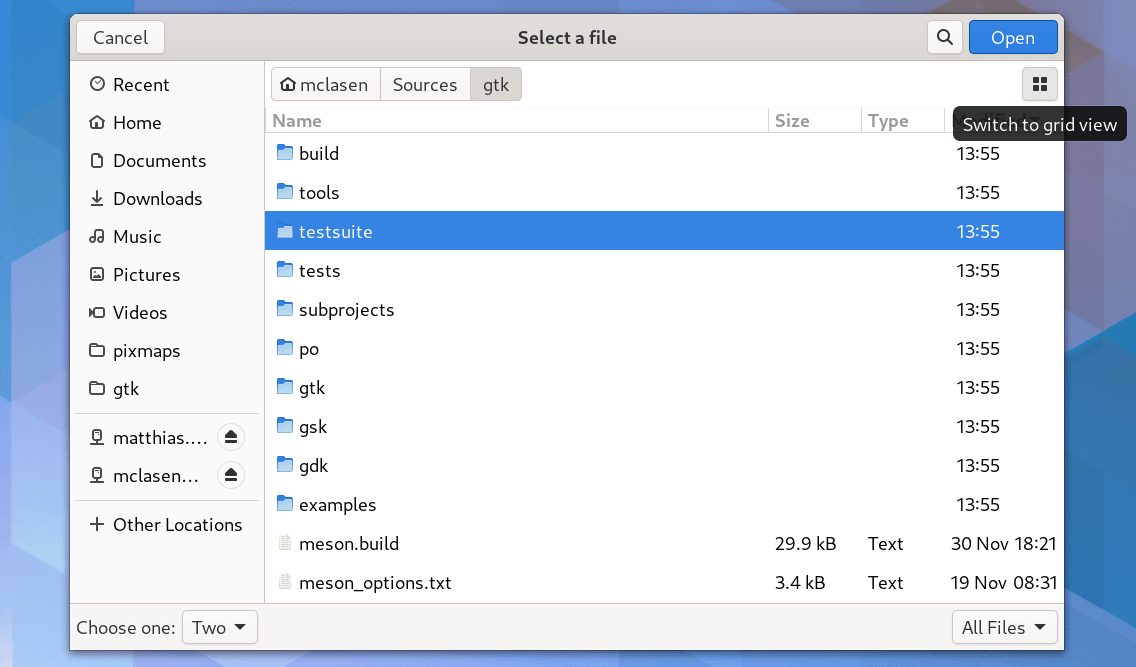 Cancel
Select a file
Open
Recent
Home
Documents
Downloads
Music
Pictures
Videos
pixmaps
gtk
matthias....
mclasen...
Other Locations
mclasen Sources gtk
Switch to grid view
Name Size Type
build 13:55
tools 13:55
testsuite 13:55
tests 13:55
subprojects 13:55
po 13:55
gtk 13:55
gsk 13:55
gdk 13:55
examples 13:55
meson.build 29.9 kB Text 30 Nov 18:21
meson_options.txt 3.4 kB Text 19 Nov 08:31
Choose one: Two
All Files